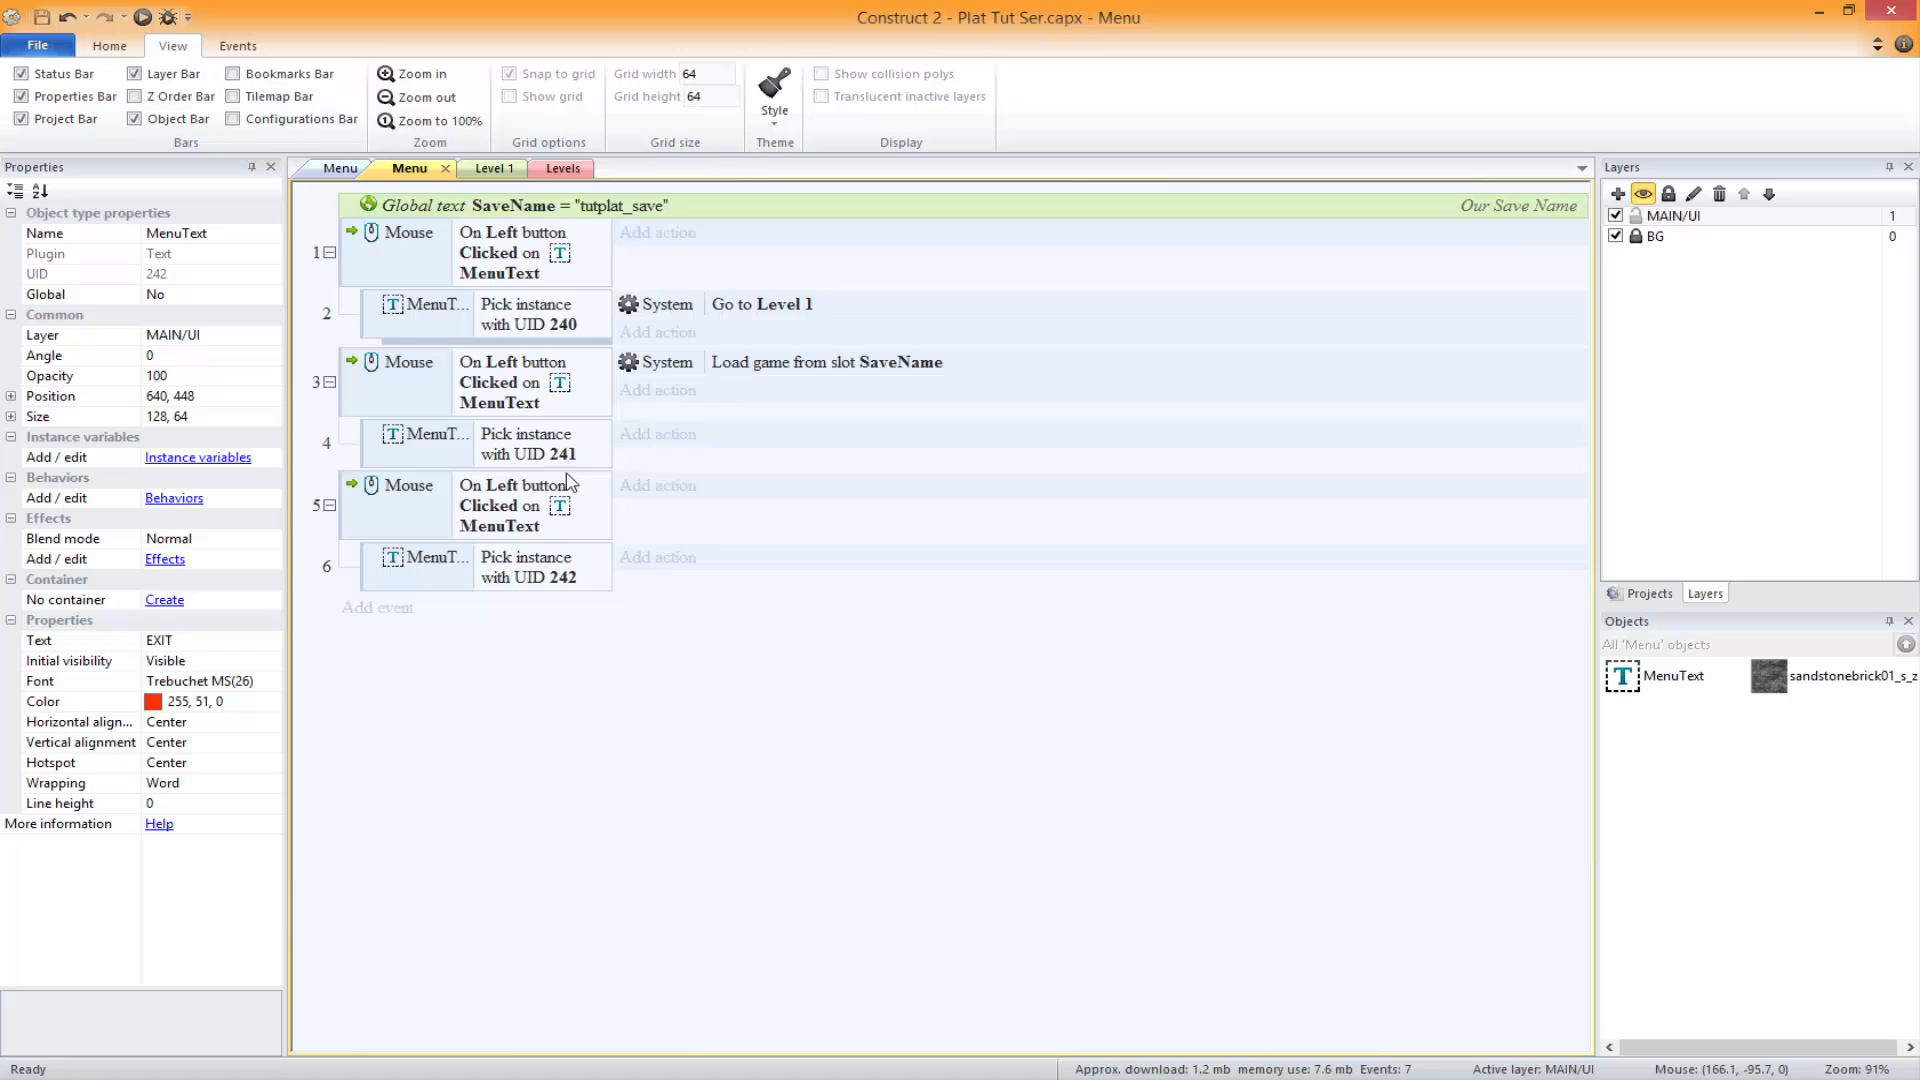 Construct 2 - Plat Tut Ser.capx - Menu
File Home View Events
Status Bar Layer Bar Bookmarks Bar Zoom in Snap to grid Grid width 64 Show collision polys
Properties Bar Z Order Bar Tilemap Bar Zoom out Show grid Grid height 64 Translucent inactive layers
Project Bar Object Bar Configurations Bar Zoom to 100% Style
Bars Zoom Grid options Grid size Theme Display
Properties
Object type properties
Name MenuText
Plugin Text
UID 242
Global No
Common
Layer MAIN/UI
Angle 0
Opacity 100
Position 640, 448
Size 128, 64
Instance variables
Add / edit Instance variables
Behaviors
Add / edit Behaviors
Effects
Blend mode Normal
Add / edit Effects
Container
No container Create
Properties
Text EXIT
Initial visibility Visible
Font Trebuchet MS(26)
Color 255, 51, 0
Horizontal align... Center
Vertical alignment Center
Hotspot Center
Wrapping Word
Line height 0
More information Help
Menu Menu Level 1 Levels
Global text SaveName = "tutplat_save" Our Save Name
1 Mouse On Left button Add action
Clicked on T
MenuText
2 T MenuT... Pick instance System Go to Level 1
with UID 240 Add action
3 Mouse On Left button System Load game from slot SaveName
Clicked on T Add action
MenuText
4 T MenuT... Pick instance Add action
with UID 241
5 Mouse On Left button Add action
Clicked on T
MenuText
6 T MenuT... Pick instance Add action
with UID 242
Add event
Layers
MAIN/UI 1
BG 0
Projects Layers
Objects
All 'Menu' objects
T MenuText sandstonebrick01_s_z
Ready Approx. download: 1.2 mb memory use: 7.6 mb Events: 7 Active layer: MAIN/UI Mouse: (166.1, -95.7, 0) Zoom: 91%